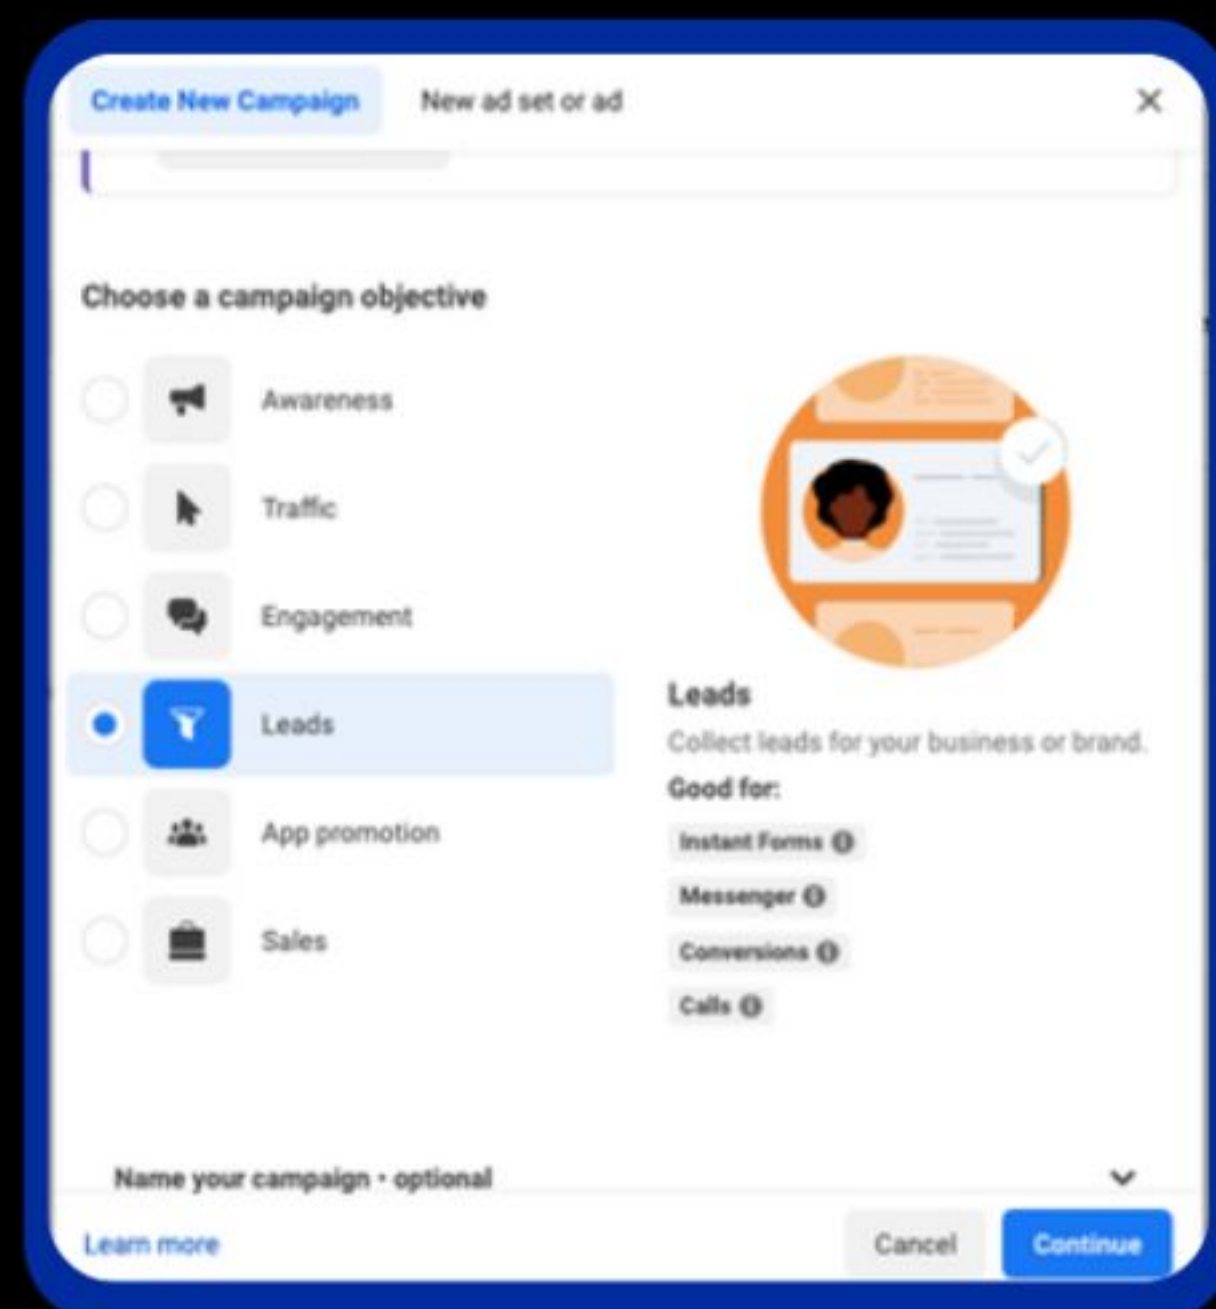 Create New Campaign
New ad set or ad
Choose a campaign objective
Awareness
Traffic
Engagement
Leads
App promotion
Sales
Leads
Collect leads for your business or brand.
Good for:
Instant Forms
Messenger
Conversions
Calls
Name your campaign • optional
Learn more
Cancel
Continue